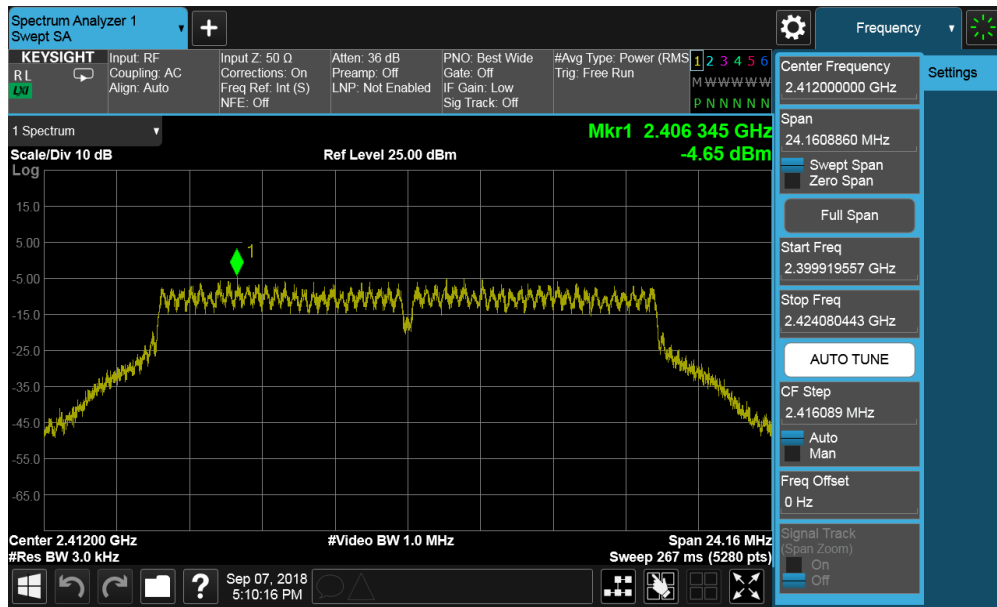 Spectrum Analyzer 1
Swept SA
Frequency
KEYSIGHT
R L
LXI
Input: RF
Coupling: AC
Align: Auto
Input Z: 50 Ω
Corrections: On
Freq Ref: Int (S)
NFE: Off
Atten: 36 dB
Preamp: Off
LNP: Not Enabled
PNO: Best Wide
Gate: Off
IF Gain: Low
Sig Track: Off
#Avg Type: Power (RMS
Trig: Free Run
1 2 3 4 5 6
M W W W W W
P N N N N N
1 Spectrum
Scale/Div 10 dB
Ref Level 25.00 dBm
Mkr1 2.406 345 GHz
-4.65 dBm
Log
15.0
5.00
-5.00
-15.0
-25.0
-35.0
-45.0
-55.0
-65.0
1
Center 2.41200 GHz
#Res BW 3.0 kHz
#Video BW 1.0 MHz
Span 24.16 MHz
Sweep 267 ms (5280 pts)
Sep 07, 2018
5:10:16 PM
?
Center Frequency
2.412000000 GHz
Span
24.1608860 MHz
Swept Span
Zero Span
Full Span
Start Freq
2.399919557 GHz
Stop Freq
2.424080443 GHz
AUTO TUNE
CF Step
2.416089 MHz
Auto
Man
Freq Offset
0 Hz
Signal Track
(Span Zoom)
On
Off
Settings